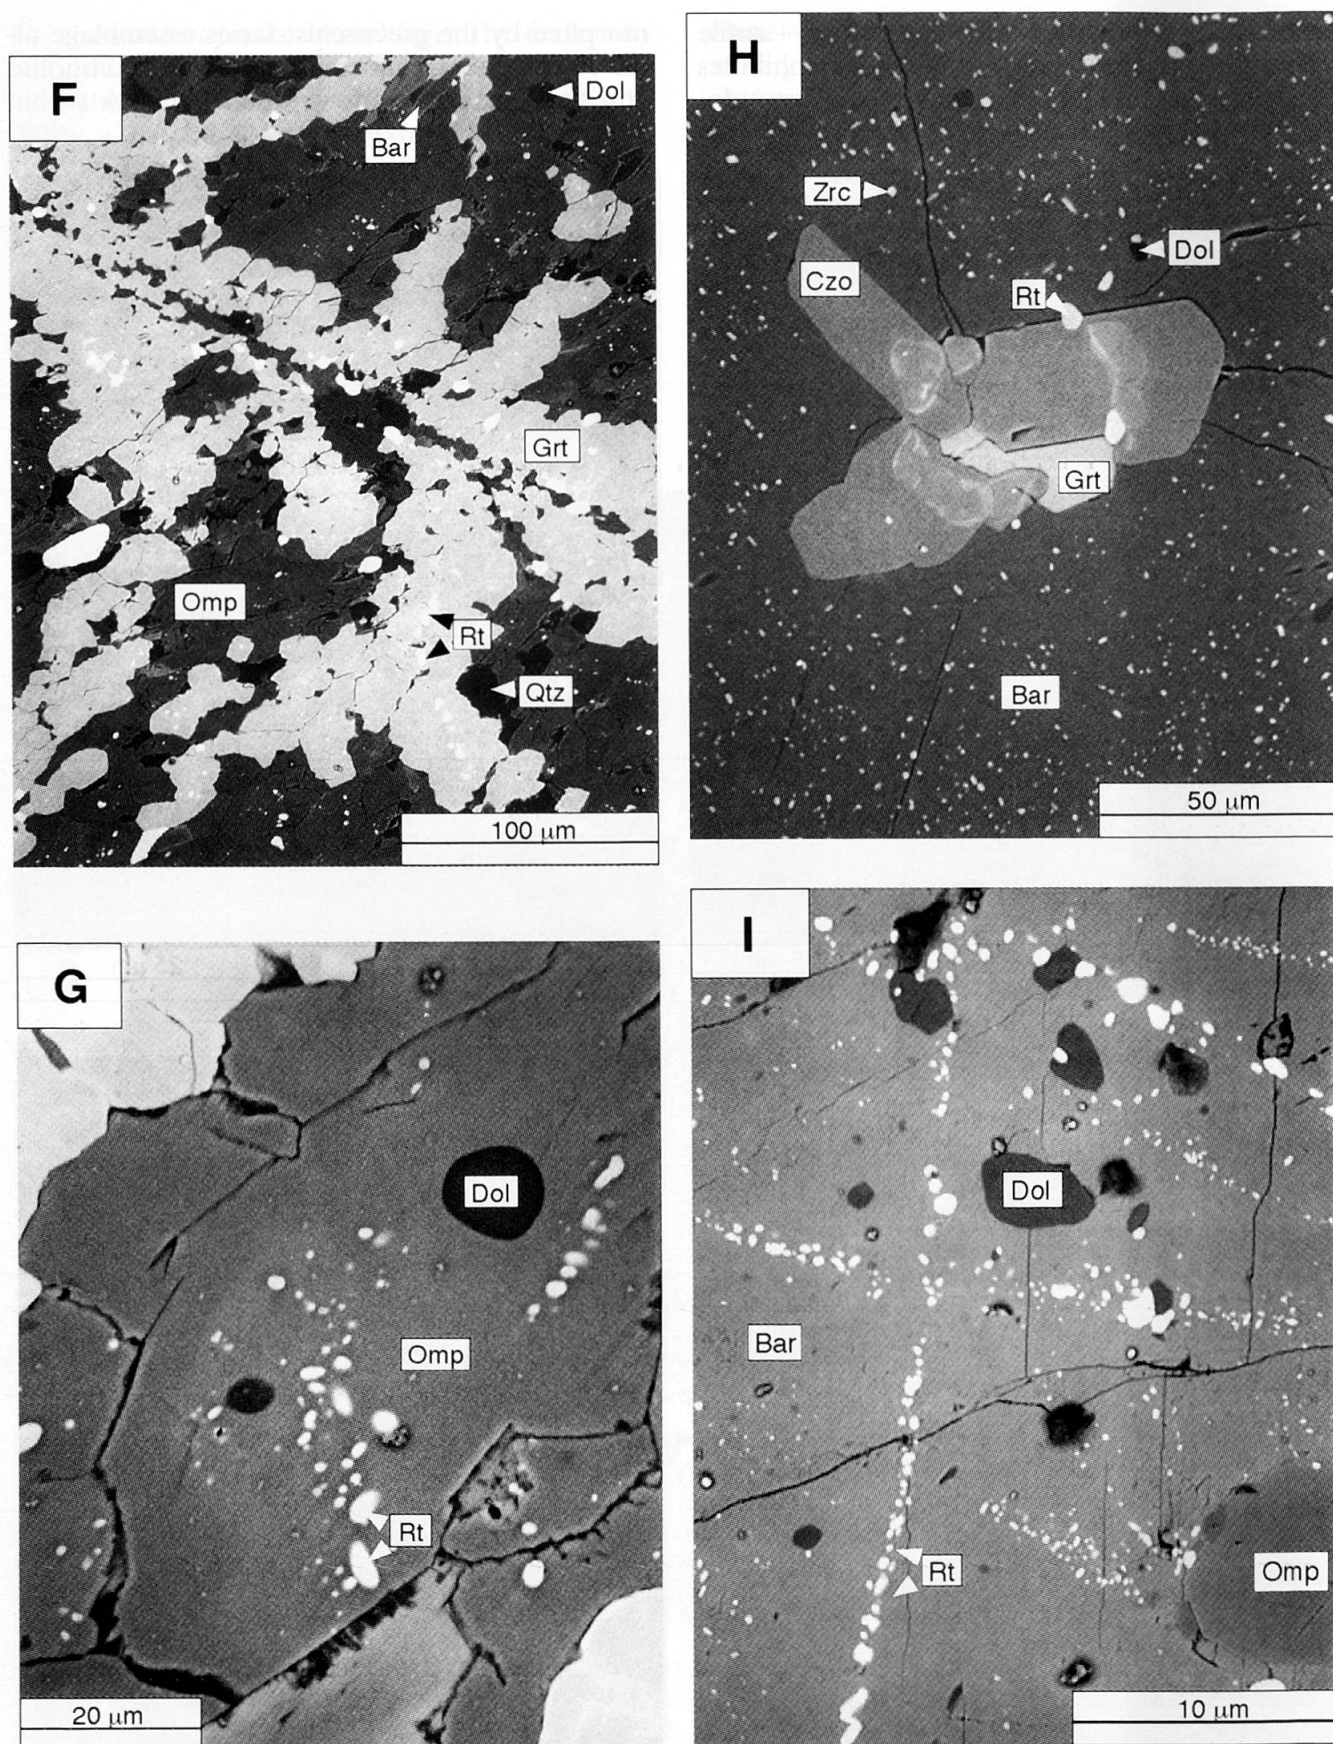 F
Dol
Bar
Grt
Omp
Rt
Qtz
100 μm
H
Zrc
Dol
Czo
Rt
Grt
Bar
50 μm
G
Dol
Omp
Rt
20 μm
I
Dol
Bar
Rt
Omp
10 μm